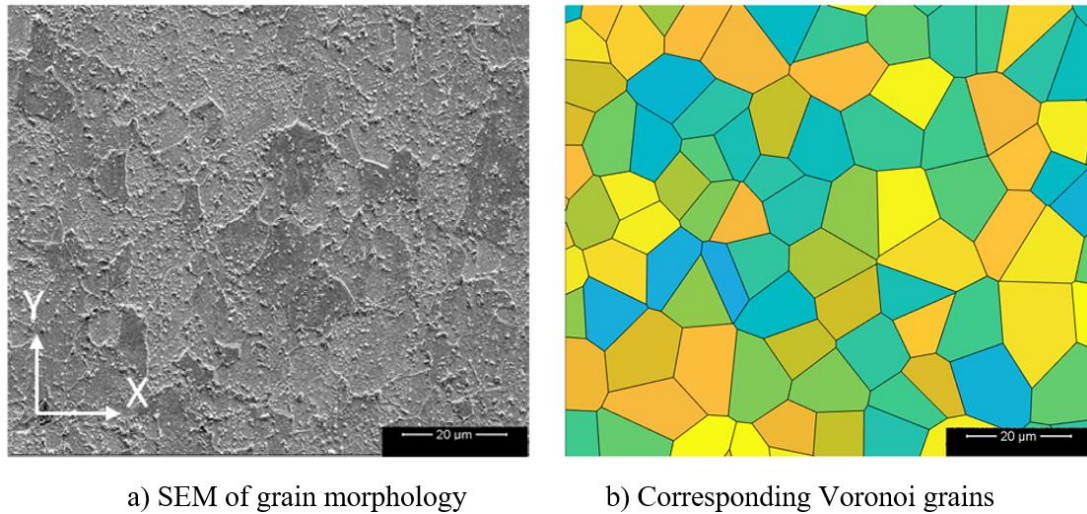 Y
X
20 μm
20 μm
a) SEM of grain morphology
b) Corresponding Voronoi grains